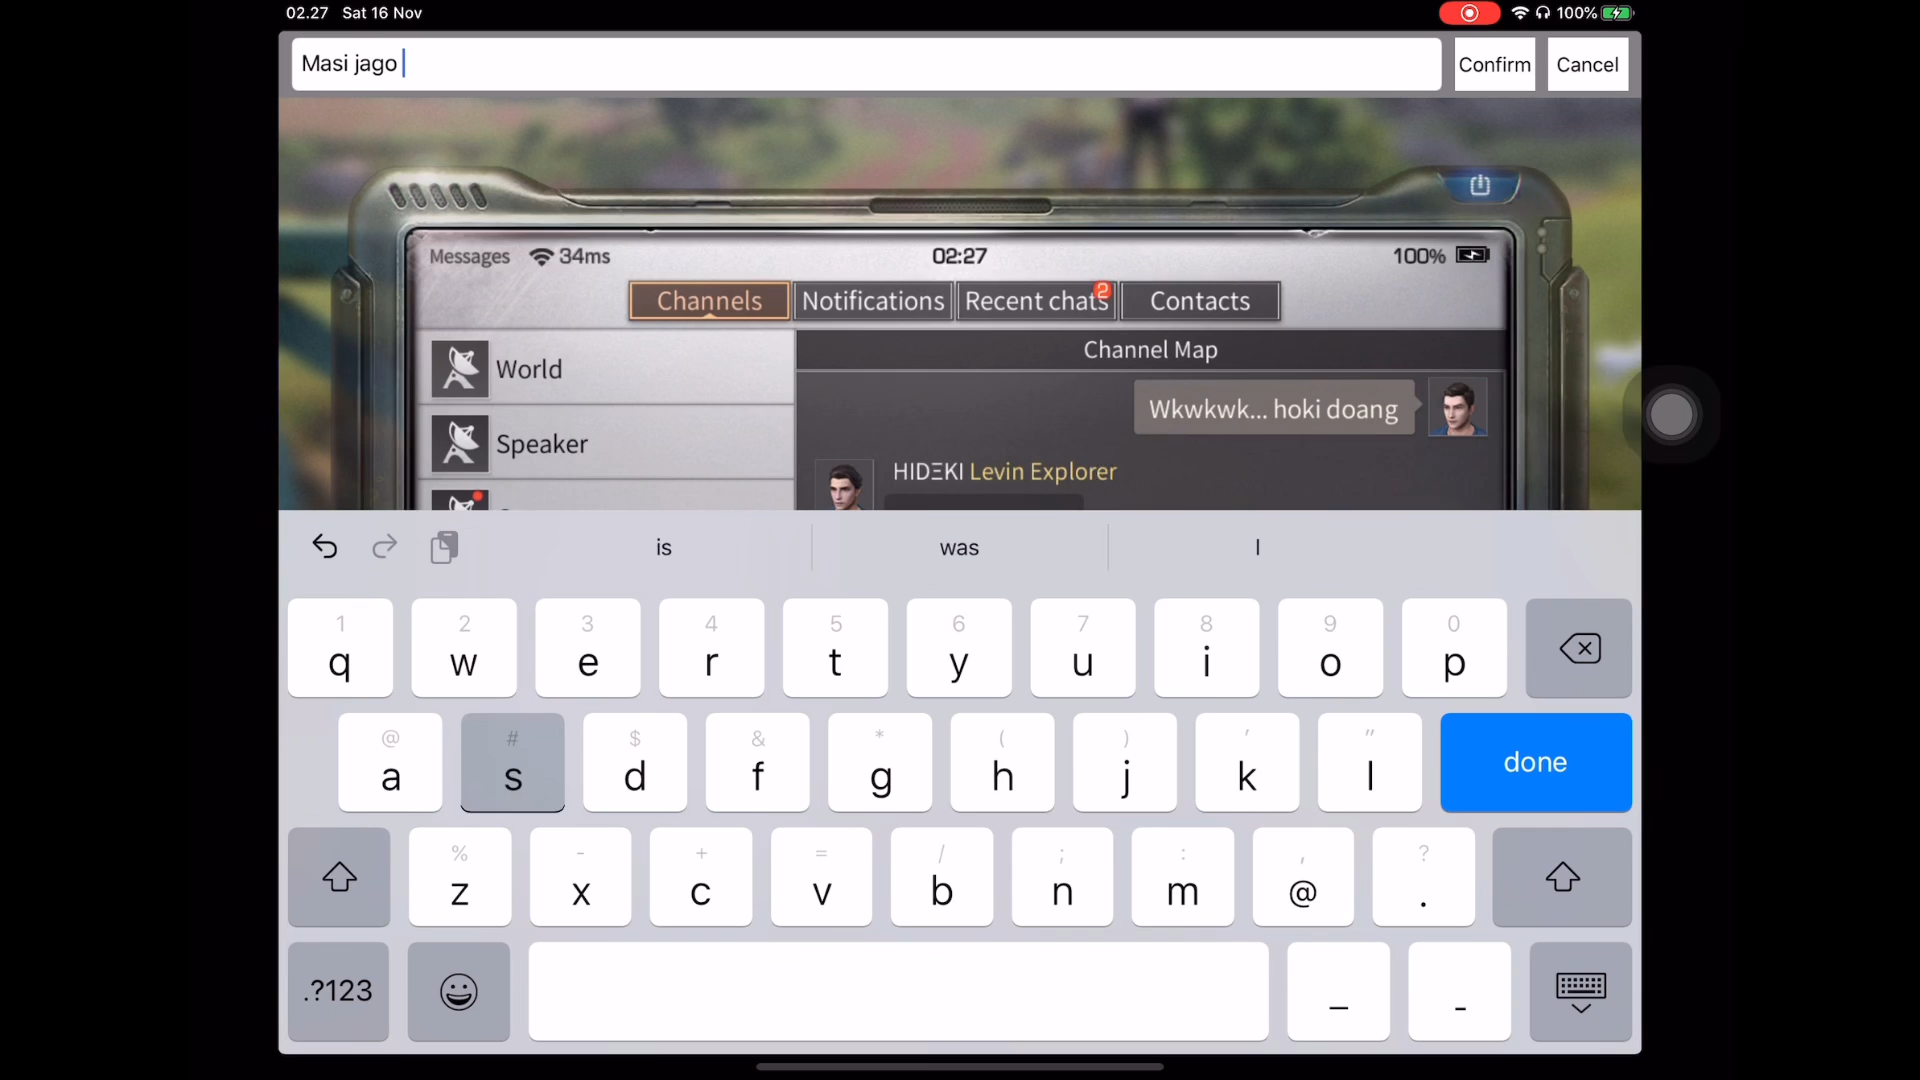 02.27 Sat 16 Nov
100%
Masi jago
Confirm
Cancel
Messages 34ms
02:27
100%
Channels
Notifications
Recent chats
2
Contacts
World
Channel Map
Wkwkwk... hoki doang
Speaker
HIDΞKI Levin Explorer
is
was
I
1 2 3 4 5 6 7 8 9 0
q w e r t y u i o p
@ # $ & * ( ) ' "
a s d f g h j k l
done
% - + = / ; : , ?
z x c v b n m @ .
.?123
_ -